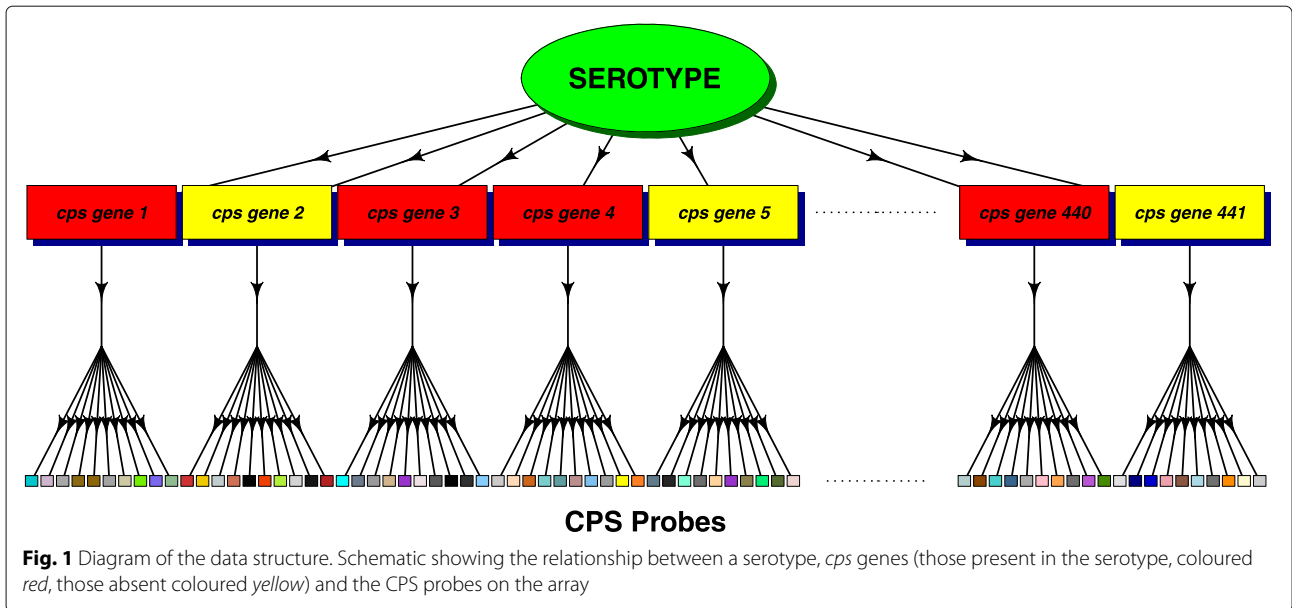 SEROTYPE
cps gene 1 cps gene 2 cps gene 3 cps gene 4 cps gene 5 cps gene 440 cps gene 441
CPS Probes
Fig. 1 Diagram of the data structure. Schematic showing the relationship between a serotype, cps genes (those present in the serotype, coloured
red, those absent coloured yellow) and the CPS probes on the array